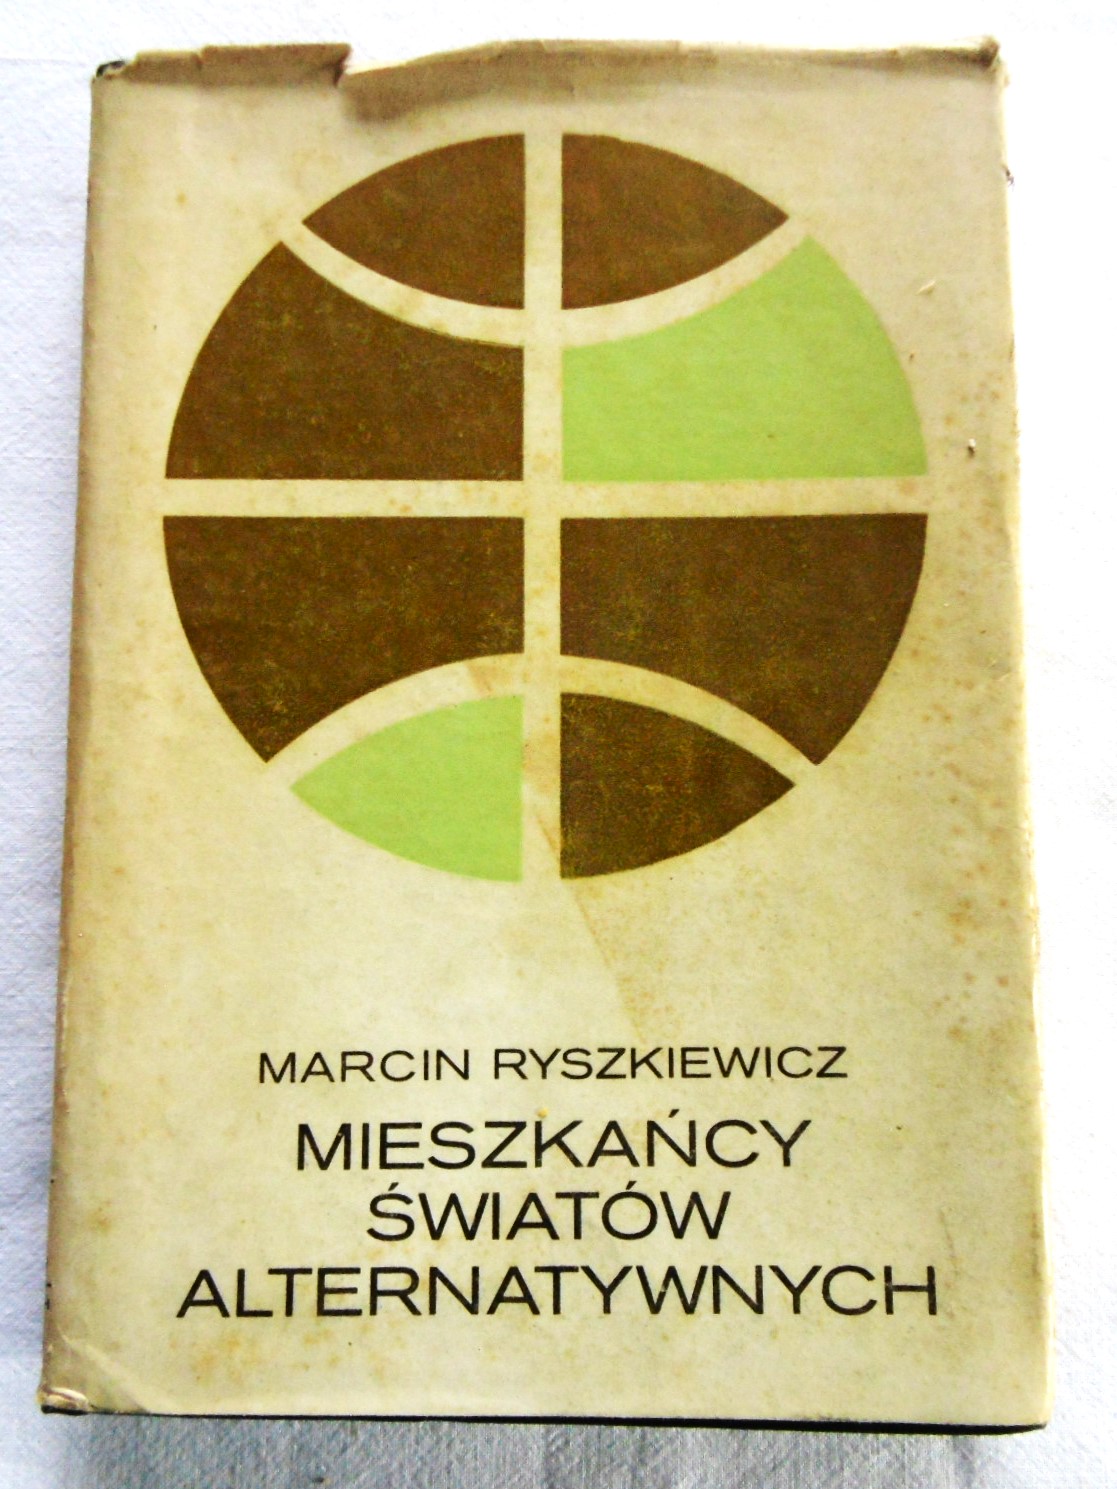 MARCIN RYSZKIEWICZ
MIESZKAŃCY
ŚWIATÓW
ALTERNATYWNYCH